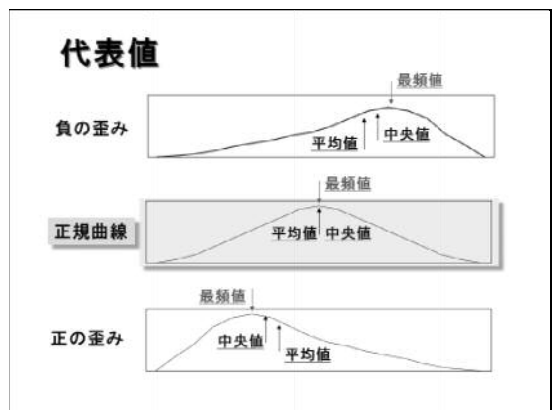 代表値
最頻値
負の歪み
平均値
中央値
最頻値
正規曲線
平均値 中央値
最頻値
正の歪み
中央値
平均値